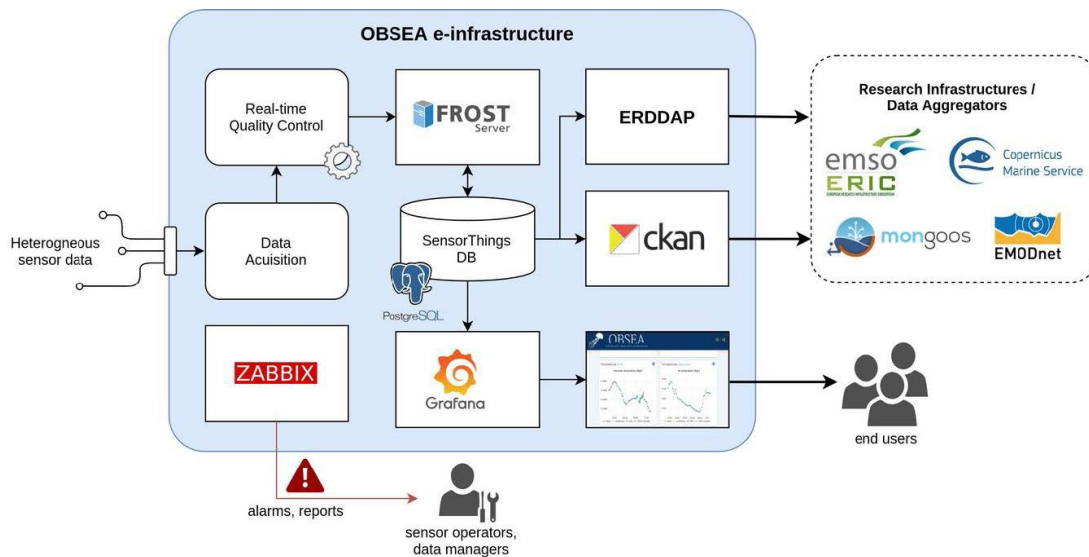 OBSEA e-infrastructure
Real-time
Quality Control
FROST
Server
ERDDAP
Research Infrastructures /
Data Aggregators
emso
ERIC
Copernicus
Marine Service
mongoos
EMODnet
Heterogneous
sensor data
Data
Acuisition
SensorThings
DB
PostgreSQL
ckan
ZABBIX
Grafana
OBSEA
end users
alarms, reports
sensor operators,
data managers